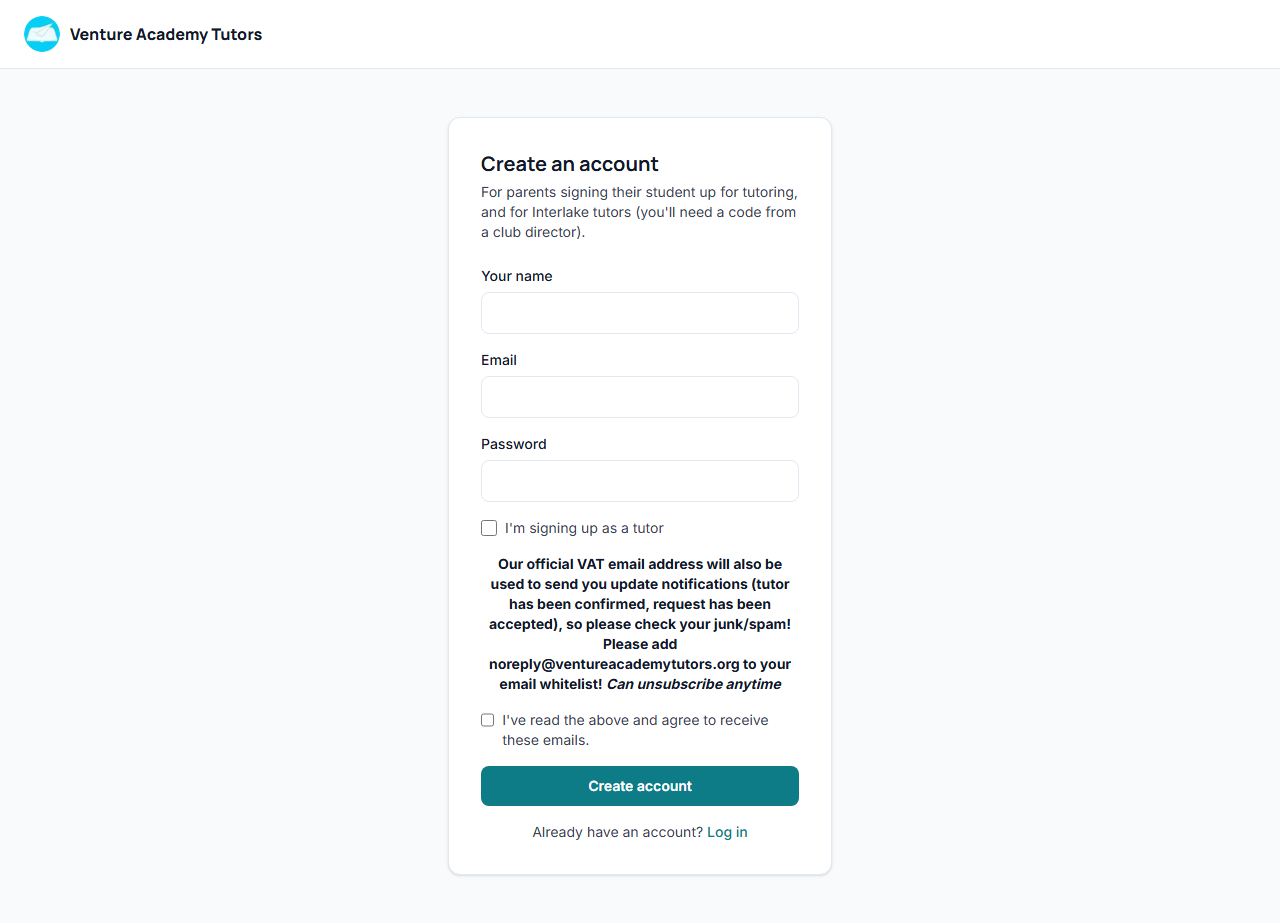 Venture Academy Tutors
Create an account
For parents signing their student up for tutoring,
and for Interlake tutors (you'll need a code from
a club director).
Your name
Email
Password
I'm signing up as a tutor
Our official VAT email address will also be
used to send you update notifications (tutor
has been confirmed, request has been
accepted), so please check your junk/spam!
Please add
noreply@ventureacademytutors.org to your
email whitelist! Can unsubscribe anytime
I've read the above and agree to receive
these emails.
Create account
Already have an account? Log in